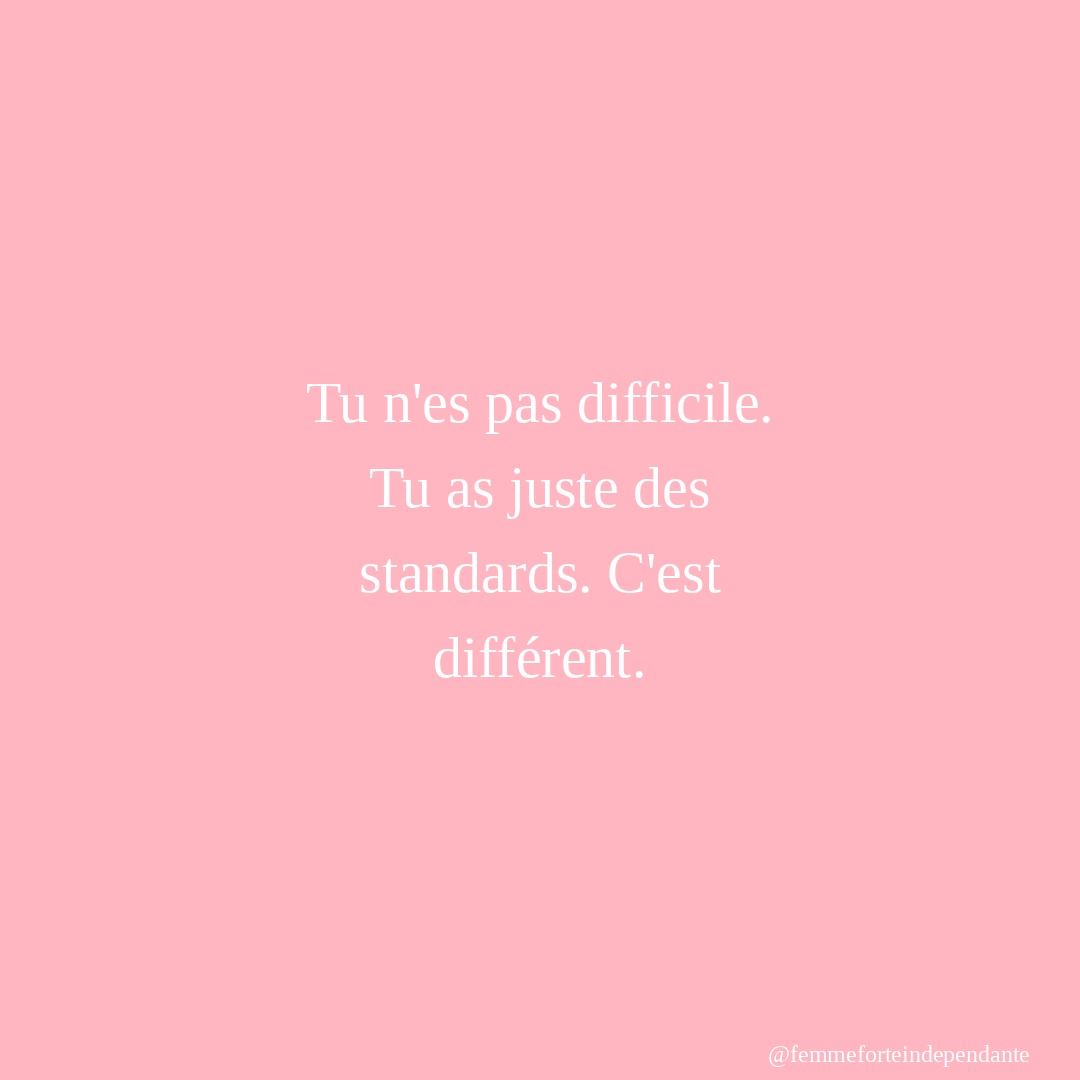 Tu n'es pas difficile.
Tu as juste des
standards. C'est
différent.
@femmeforteindependante